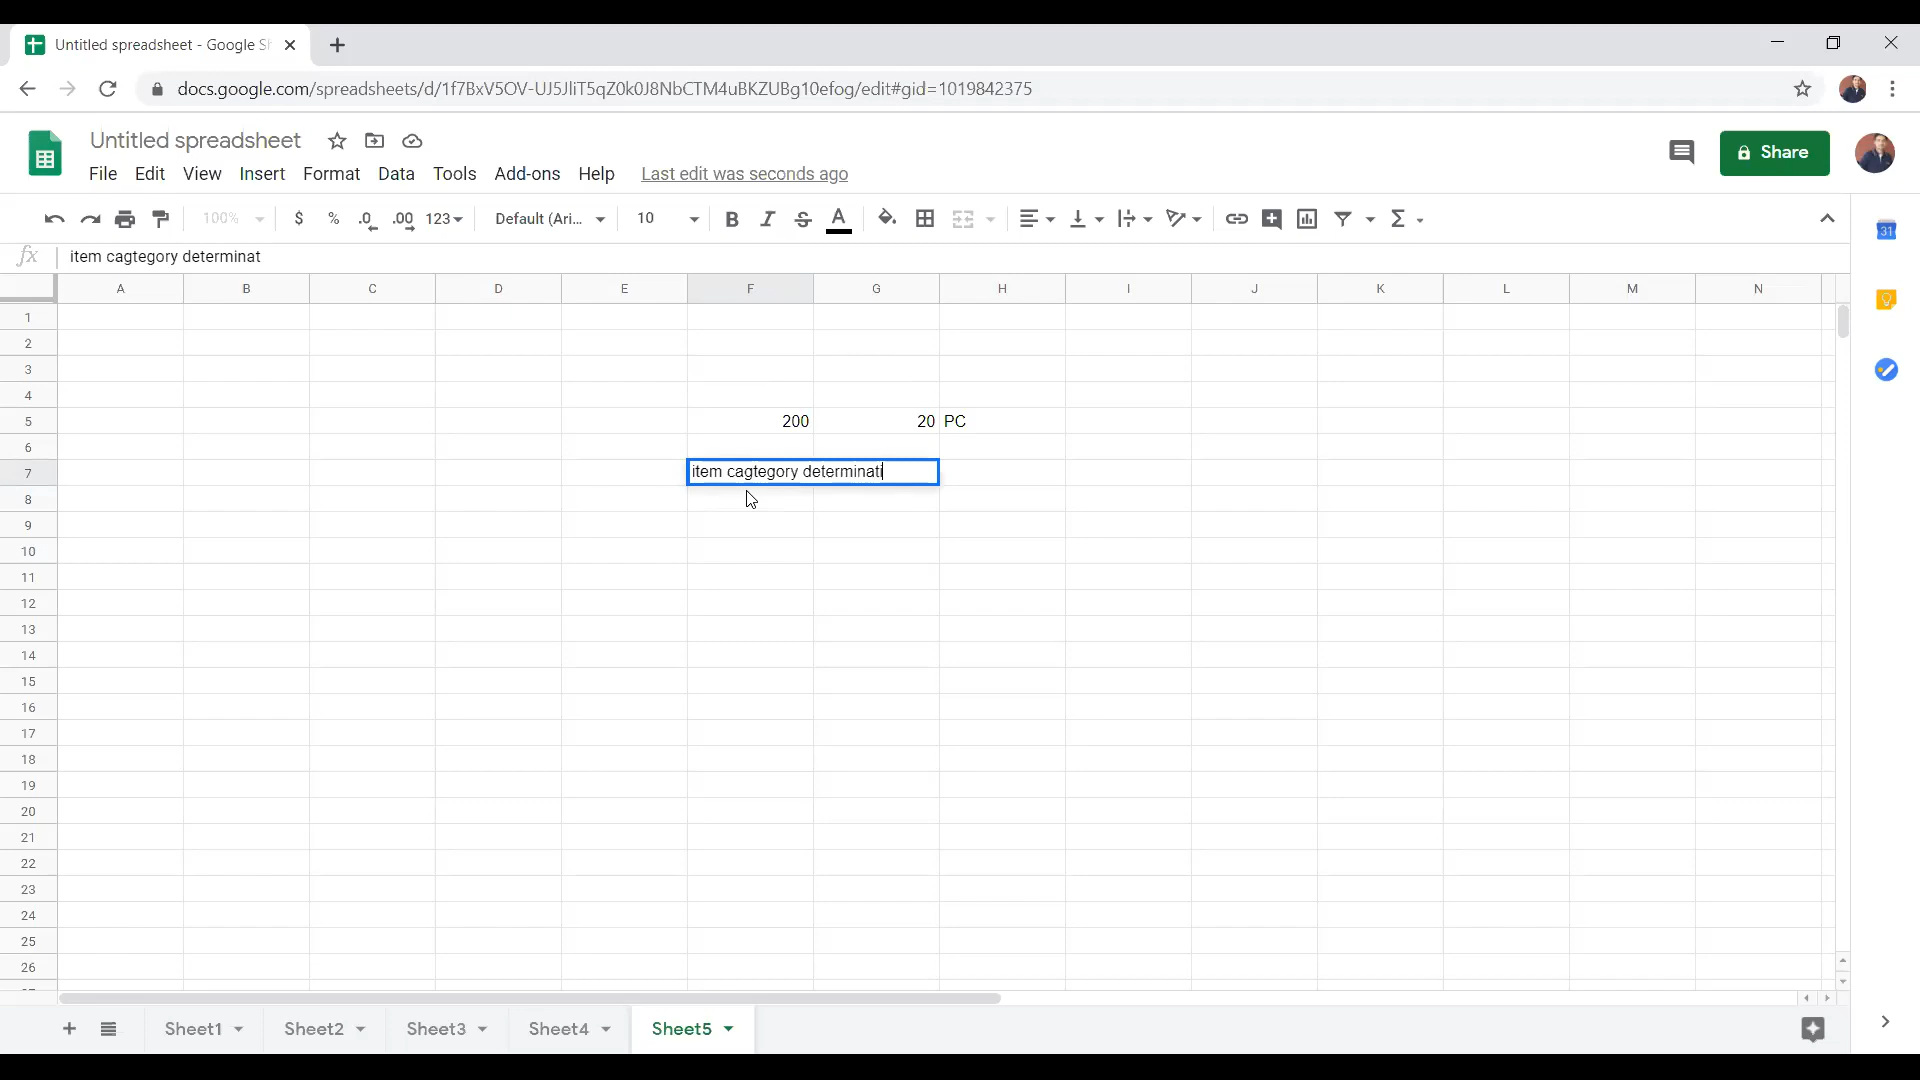 Untitled spreadsheet - Google Sh
docs.google.com/spreadsheets/d/1f7BxV5OV-UJ5JliT5qZ0k0J8NbCTM4uBKZUBg10efog/edit#gid=1019842375
Untitled spreadsheet
File Edit View Insert Format Data Tools Add-ons Help Last edit was seconds ago
Share
100% $ % .0 .00 123 Default (Ari... 10 B I S A Σ
31
fx item cagtegory determinat
A B C D E F G H I J K L M N
1
2
3
4
5 200 20 PC
6
7 item cagtegory determinati
8
9
10
11
12
13
14
15
16
17
18
19
20
21
22
23
24
25
26
Sheet1 Sheet2 Sheet3 Sheet4 Sheet5